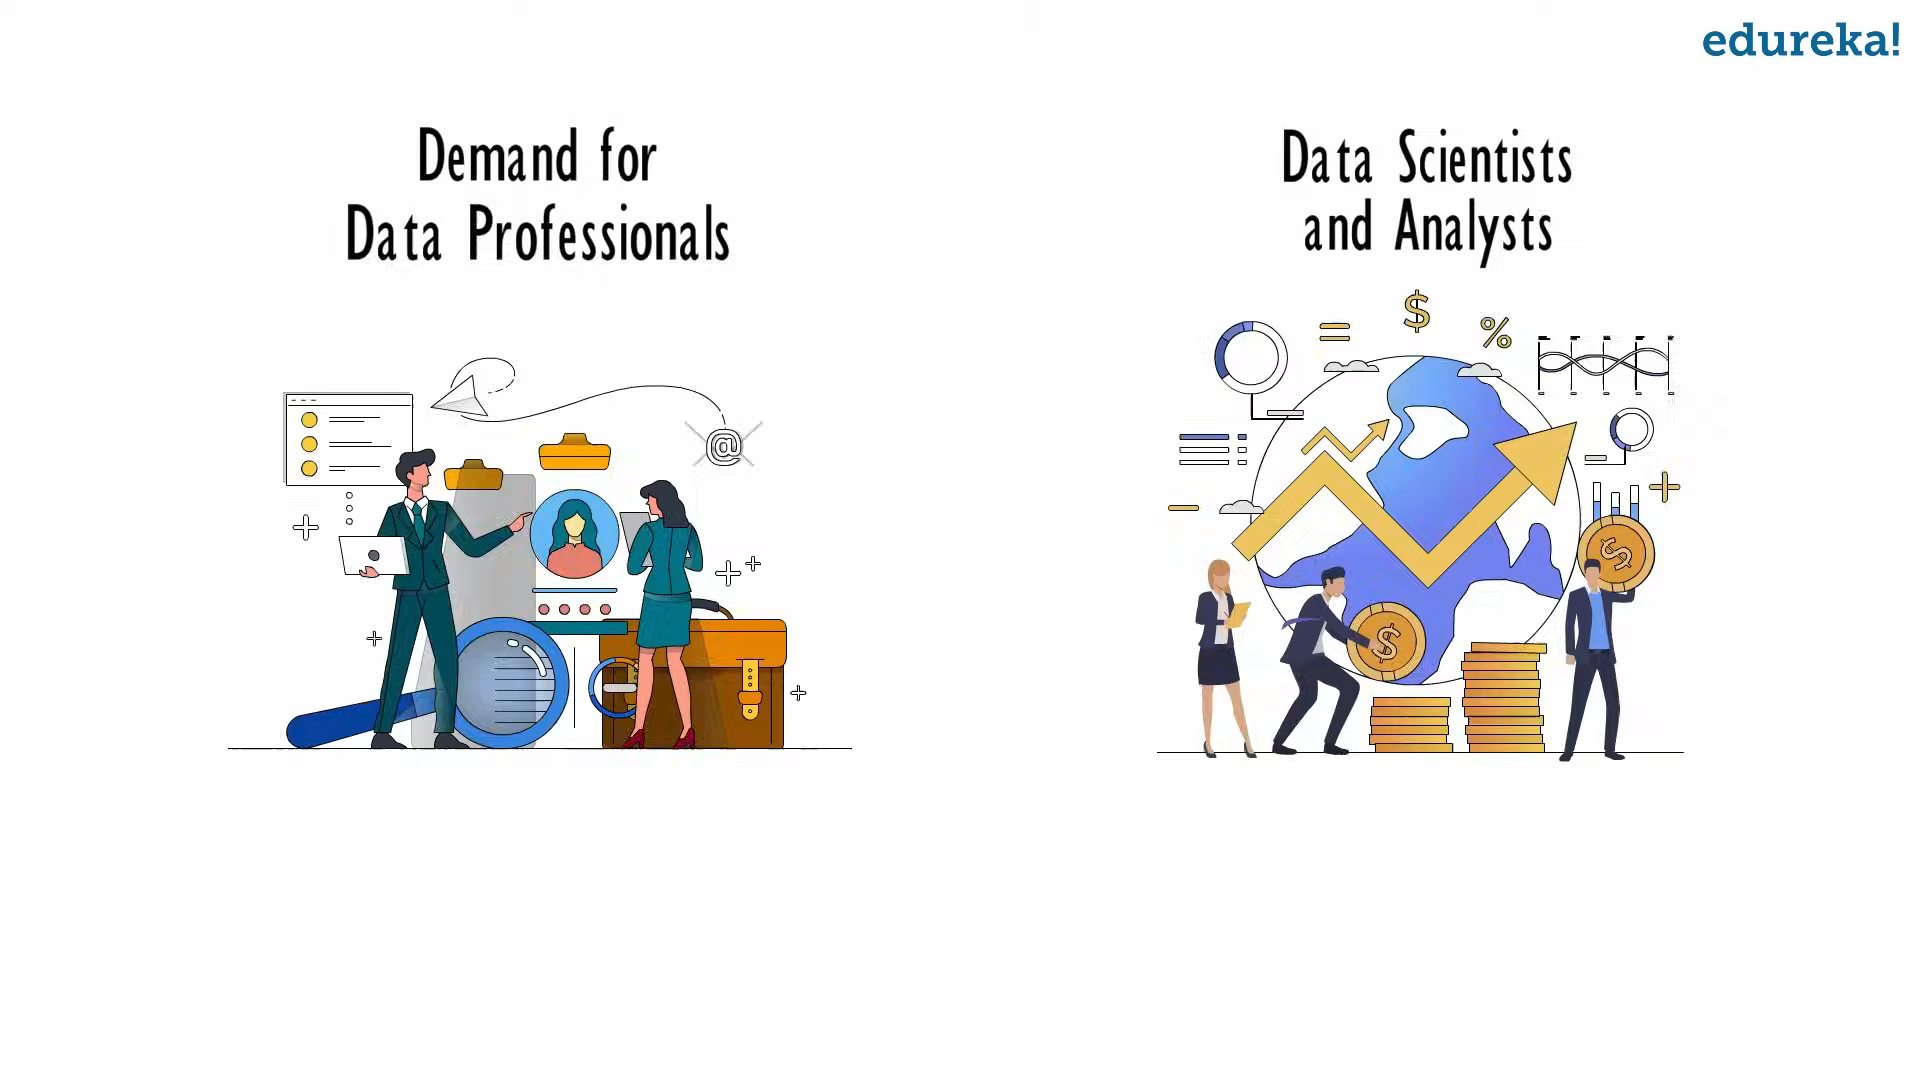 edureka!
Demand for
Data Professionals
Data Scientists
and Analysts
$
%
@
$
$